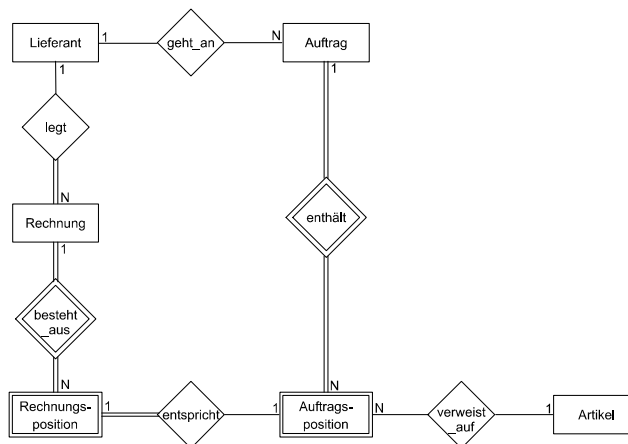 Lieferant
1
geht_an
N
Auftrag
1
1
legt
N
Rechnung
enthält
1
besteht
_aus
N
N
Rechnungs-
position
1
entspricht
1
Auftrags-
position
N
verweist
_auf
1
Artikel